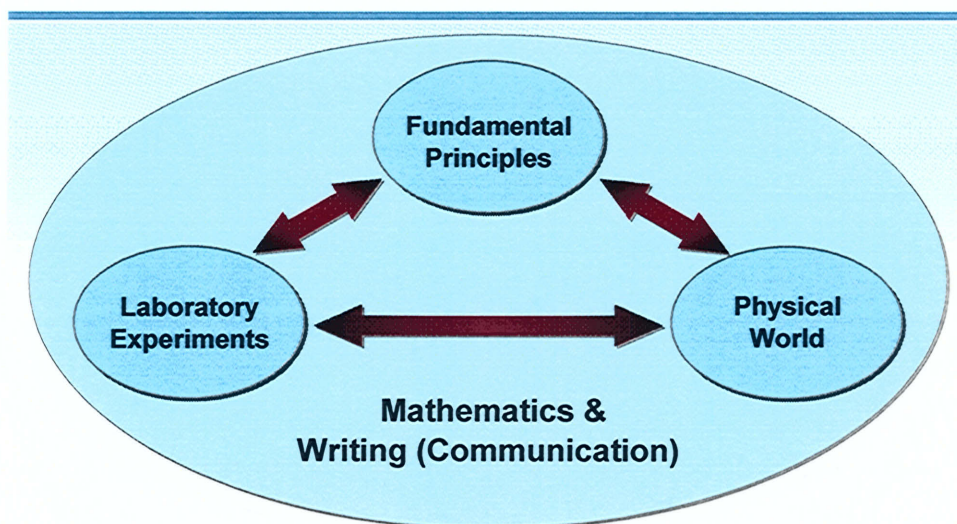 Fundamental
Principles
Laboratory
Experiments
Physical
World
Mathematics &
Writing (Communication)